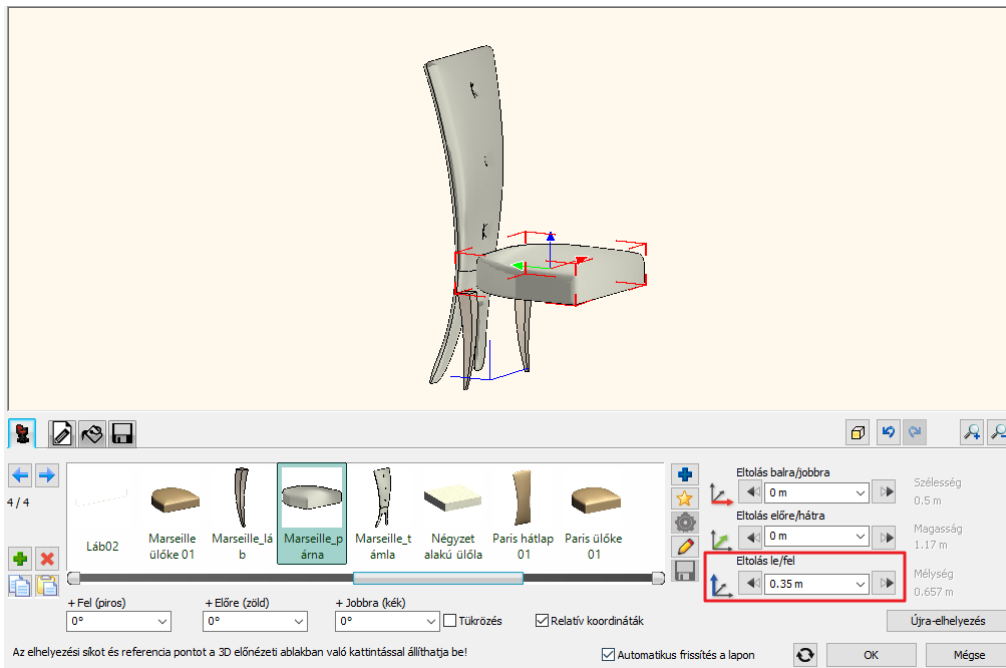 4 / 4
Láb02
Marseille
ülőke 01
Marseille_lá
b
Marseille_p
árna
Marseille_t
ámla
Négyzet
alakú ülőla
Paris hátlap
01
Paris ülőke
01
Eltolás balra/jobbra
0 m
Eltolás előre/hátra
0 m
Eltolás le/fel
0.35 m
Szélesség
0.5 m
Magasság
1.17 m
Mélység
0.657 m
+ Fel (piros)
0°
+ Előre (zöld)
0°
+ Jobbra (kék)
0°
Tükrözés
Relatív koordináták
Újra-elhelyezés
Az elhelyezési síkot és referencia pontot a 3D előnézeti ablakban való kattintással állíthatja be!
Automatikus frissítés a lapon
OK
Mégse